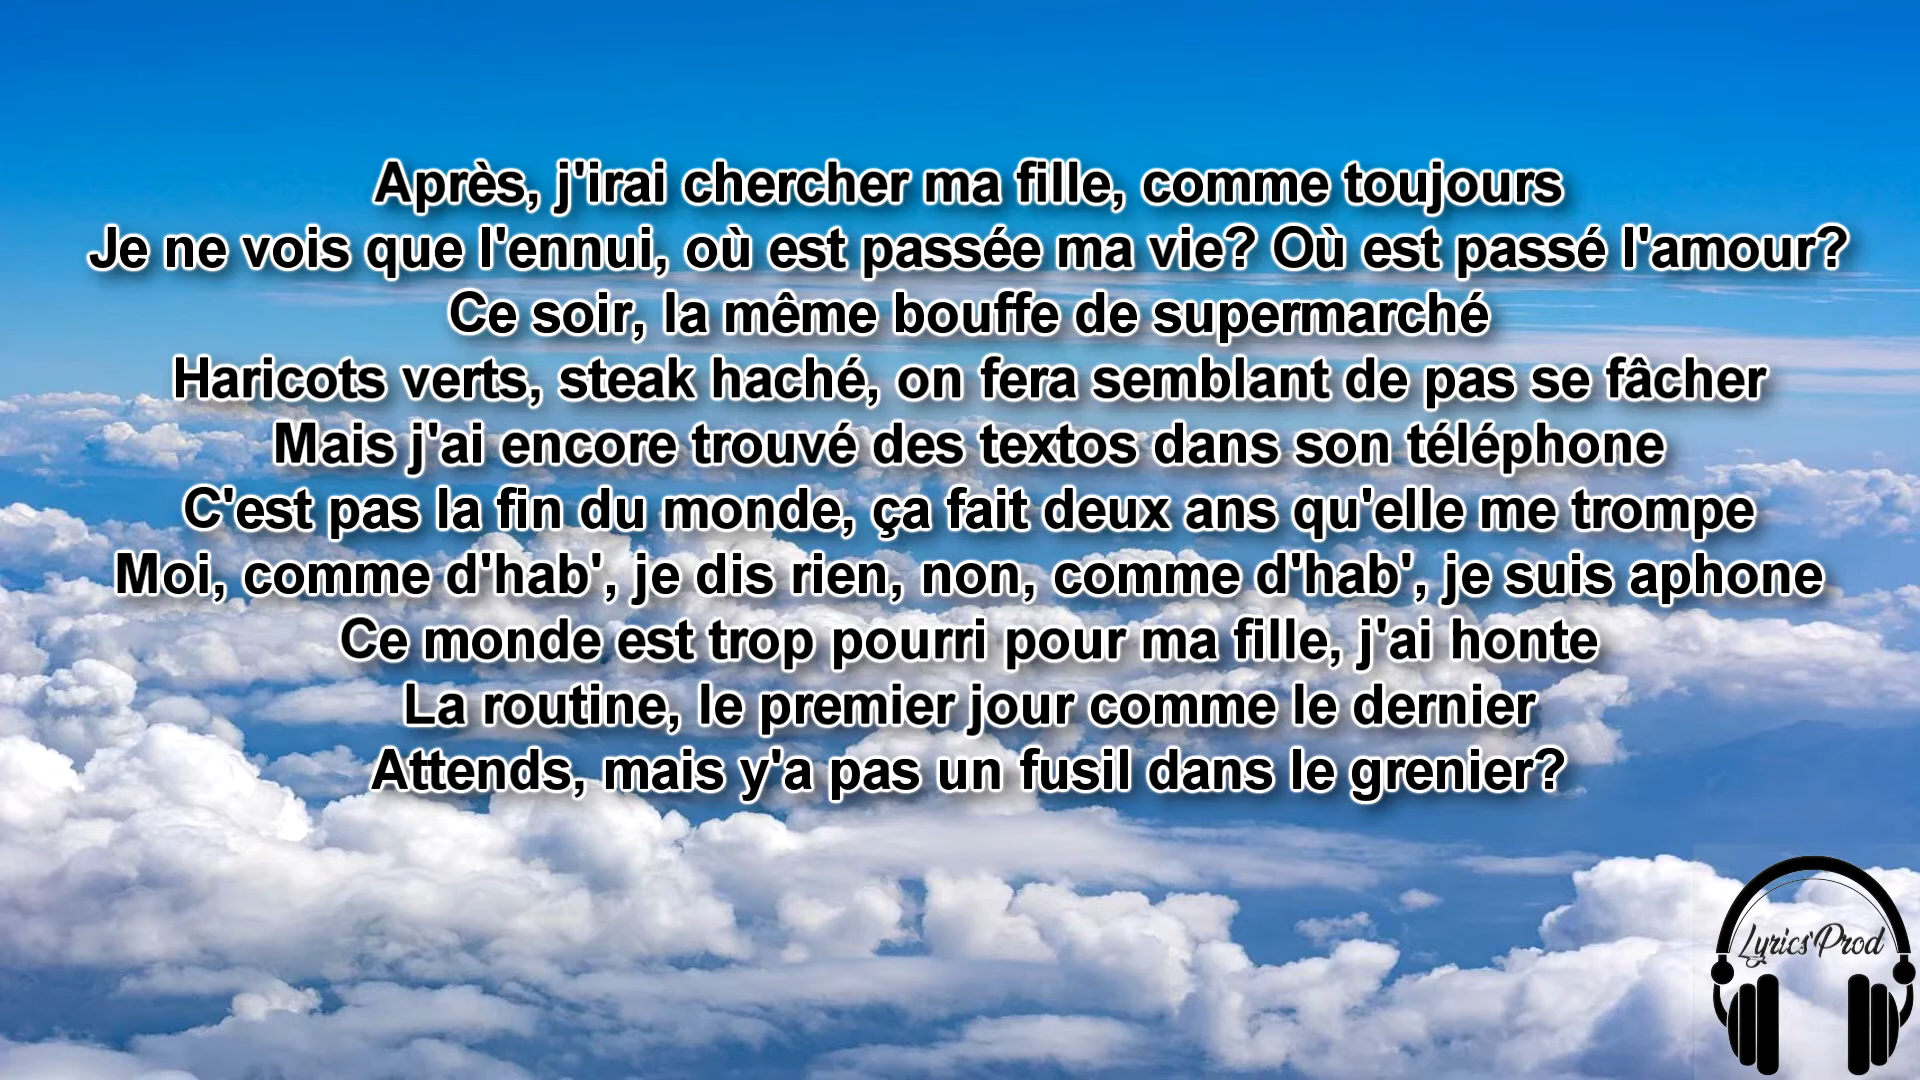 Après, j'irai chercher ma fille, comme toujours
Je ne vois que l'ennui, où est passée ma vie? Où est passé l'amour?
Ce soir, la même bouffe de supermarché
Haricots verts, steak haché, on fera semblant de pas se fâcher
Mais j'ai encore trouvé des textos dans son téléphone
C'est pas la fin du monde, ça fait deux ans qu'elle me trompe
Moi, comme d'hab', je dis rien, non, comme d'hab', je suis aphone
Ce monde est trop pourri pour ma fille, j'ai honte
La routine, le premier jour comme le dernier
Attends, mais y'a pas un fusil dans le grenier?
Lyrics'Prod